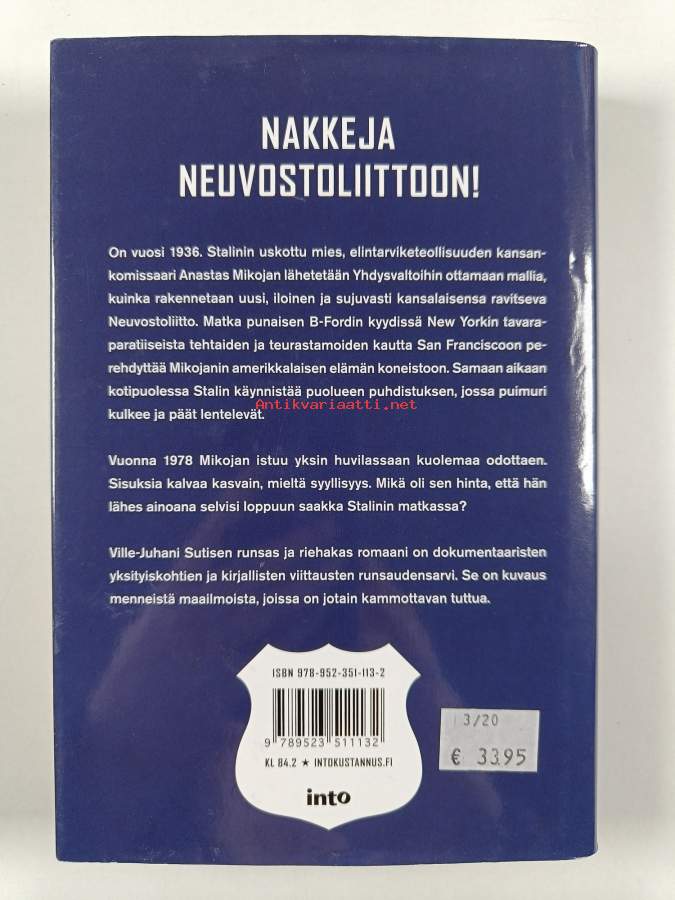 NAKKEJA
NEUVOSTOLIITTOON!
On vuosi 1936. Stalinin uskottu mies, elintarviketeollisuuden kansan-
komissaari Anastas Mikojan lähetetään Yhdysvaltoihin ottamaan mallia,
kuinka rakennetaan uusi, iloinen ja sujuvasti kansalaisensa ravitseva
Neuvostoliitto. Matka punaisen B-Fordin kyydissä New Yorkin tavara-
paratiiseista tehtaiden ja teurastamoiden kautta San Franciscoon pe-
rehdyttää Mikojanin amerikkalaisen elämän koneistoon. Samaan aikaan
kotipuolessa Stalin käynnistää puolueen puhdistuksen, jossa puimuri
Antikvariaatti.net
kulkee ja päät lentelevät.
Vuonna 1978 Mikojan istuu yksin huvilassaan kuolemaa odottaen.
Sisuksia kalvaa kasvain, mieltä syyllisyys. Mikä oli sen hinta, että hän
lähes ainoana selvisi loppuun saakka Stalinin matkassa?
Ville-Juhani Sutisen runsas ja riehakas romaani on dokumentaaristen
yksityiskohtien ja kirjallisten viittausten runsaudensarvi. Se on kuvaus
menneistä maailmoista, joissa on jotain kammottavan tuttua.
ISBN 978-952-351-113-2
9 789523 511132
KL 84.2 ★ INTOKUSTANNUS.FI
into
3/20
€ 33.95